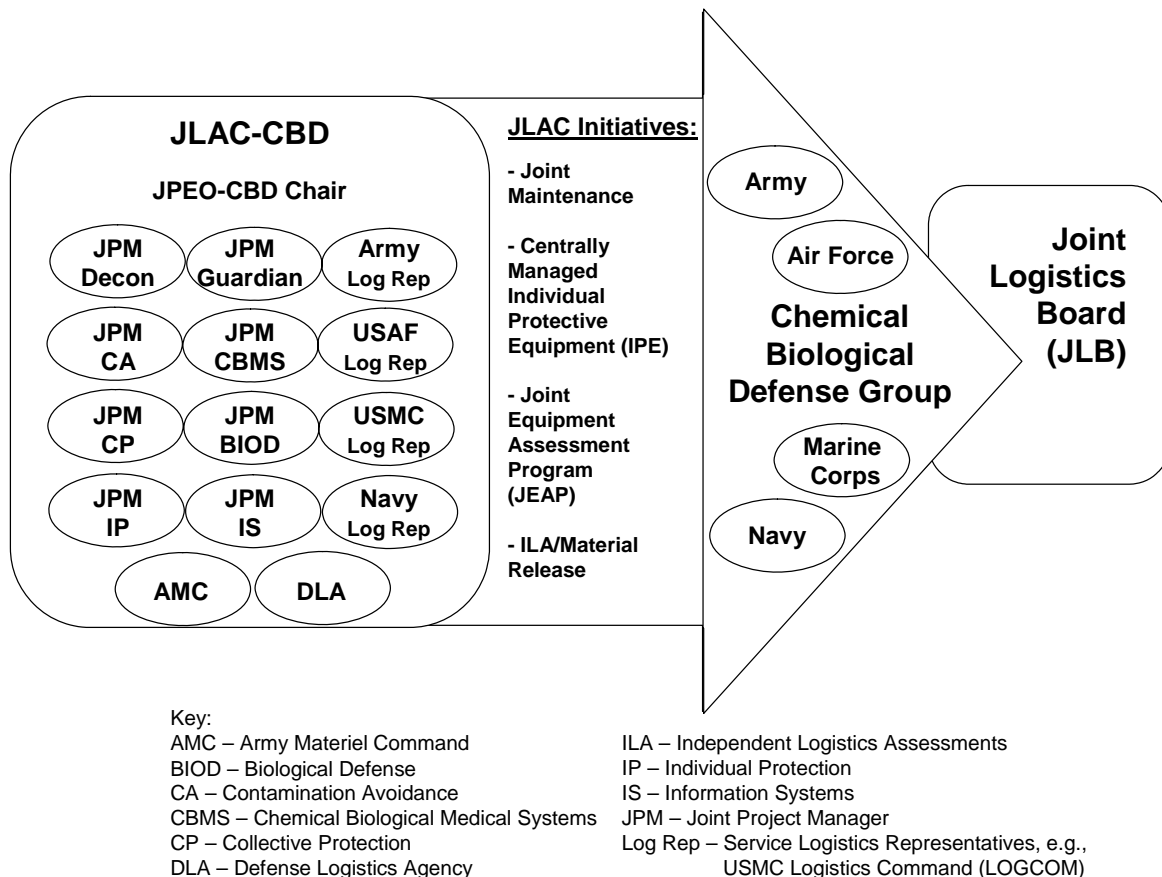 JLAC-CBD
JPEO-CBD Chair
JPM
Decon
JPM
Guardian
Army
Log Rep
JPM
CA
JPM
CBMS
USAF
Log Rep
JPM
CP
JPM
BIOD
USMC
Log Rep
JPM
IP
JPM
IS
Navy
Log Rep
AMC
DLA
JLAC Initiatives:
- Joint
Maintenance
- Centrally
Managed
Individual
Protective
Equipment (IPE)
- Joint
Equipment
Assessment
Program
(JEAP)
- ILA/Material
Release
Army
Air Force
Chemical
Biological
Defense Group
Marine
Corps
Navy
Joint
Logistics
Board
(JLB)
Key:
AMC – Army Materiel Command
BIOD – Biological Defense
CA – Contamination Avoidance
CBMS – Chemical Biological Medical Systems
CP – Collective Protection
DLA – Defense Logistics Agency
ILA – Independent Logistics Assessments
IP – Individual Protection
IS – Information Systems
JPM – Joint Project Manager
Log Rep – Service Logistics Representatives, e.g.,
USMC Logistics Command (LOGCOM)